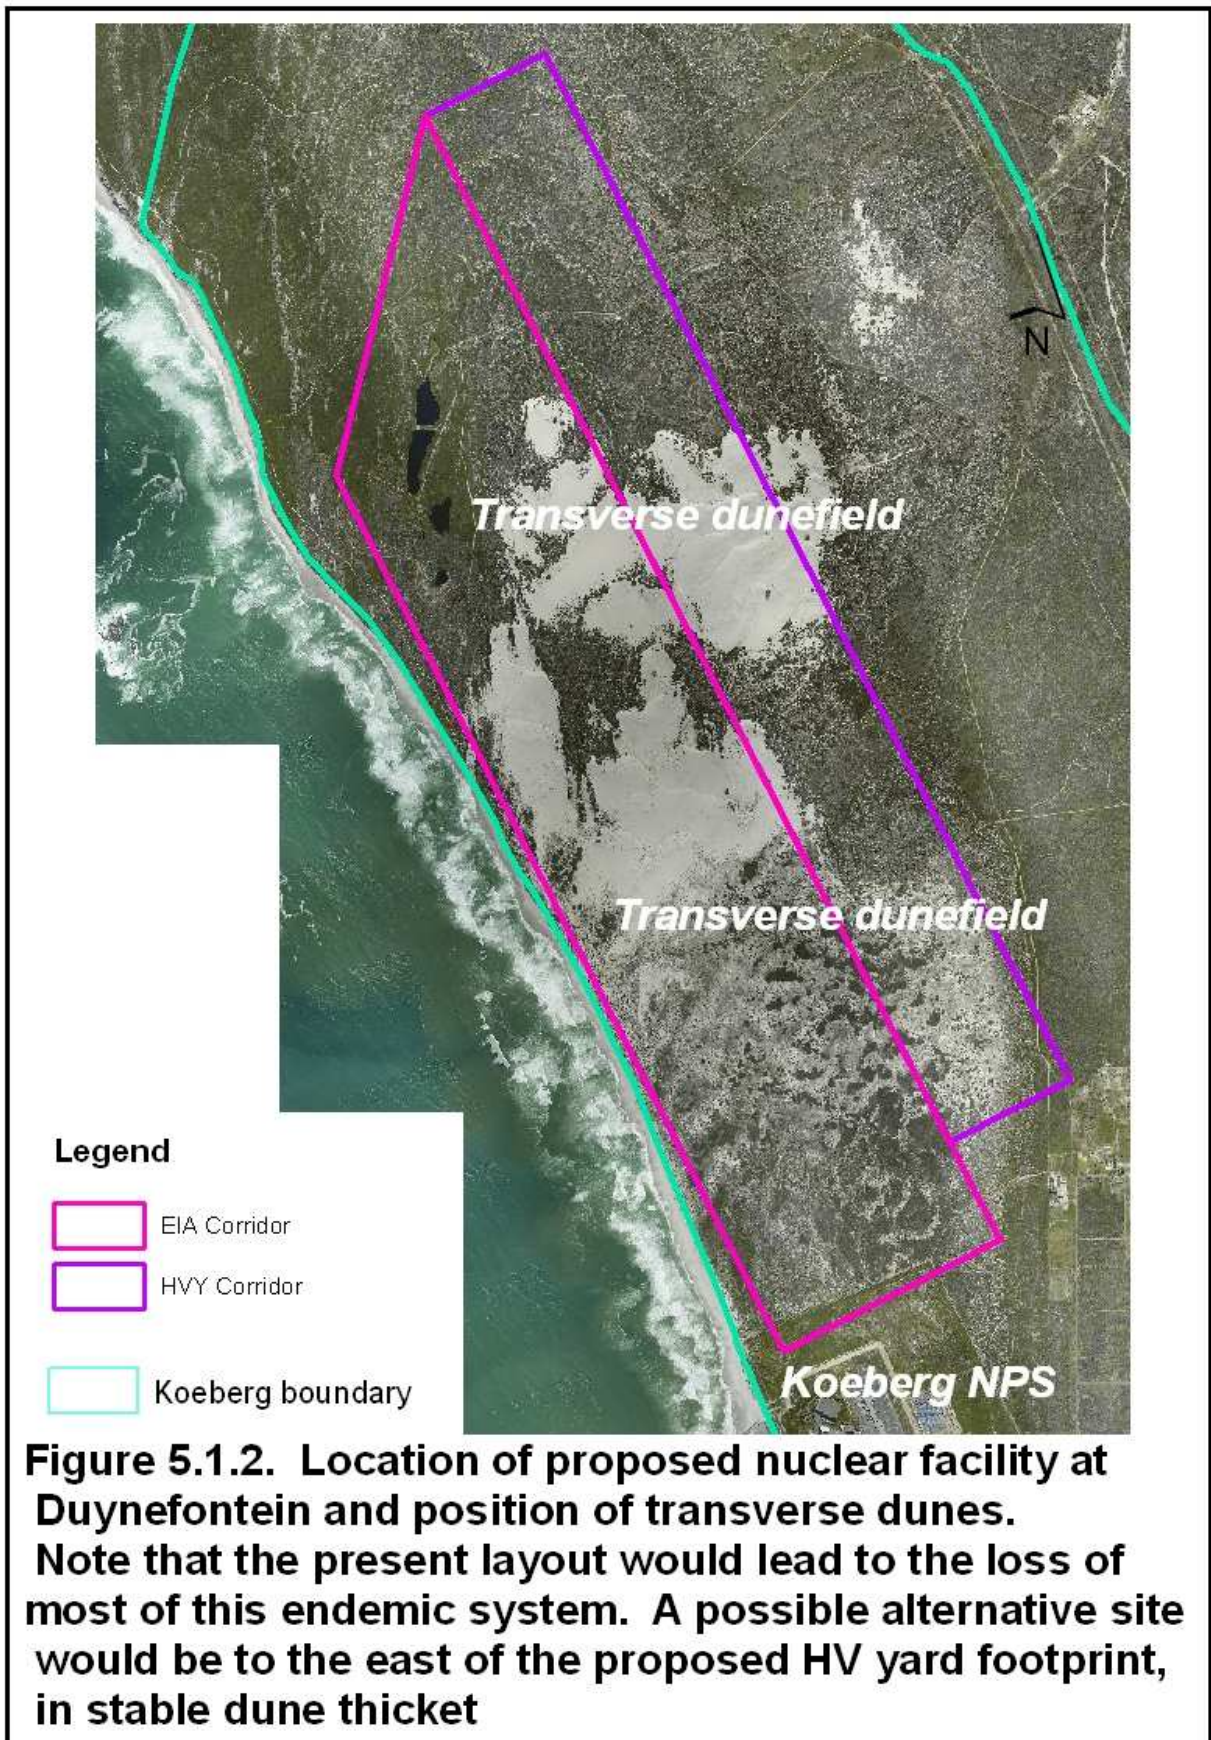 N
Transverse dunefield
Transverse dunefield
Legend
EIA Corridor
HVY Corridor
Koeberg boundary
Koeberg NPS
Figure 5.1.2. Location of proposed nuclear facility at
Duynefontein and position of transverse dunes.
Note that the present layout would lead to the loss of
most of this endemic system. A possible alternative site
would be to the east of the proposed HV yard footprint,
in stable dune thicket